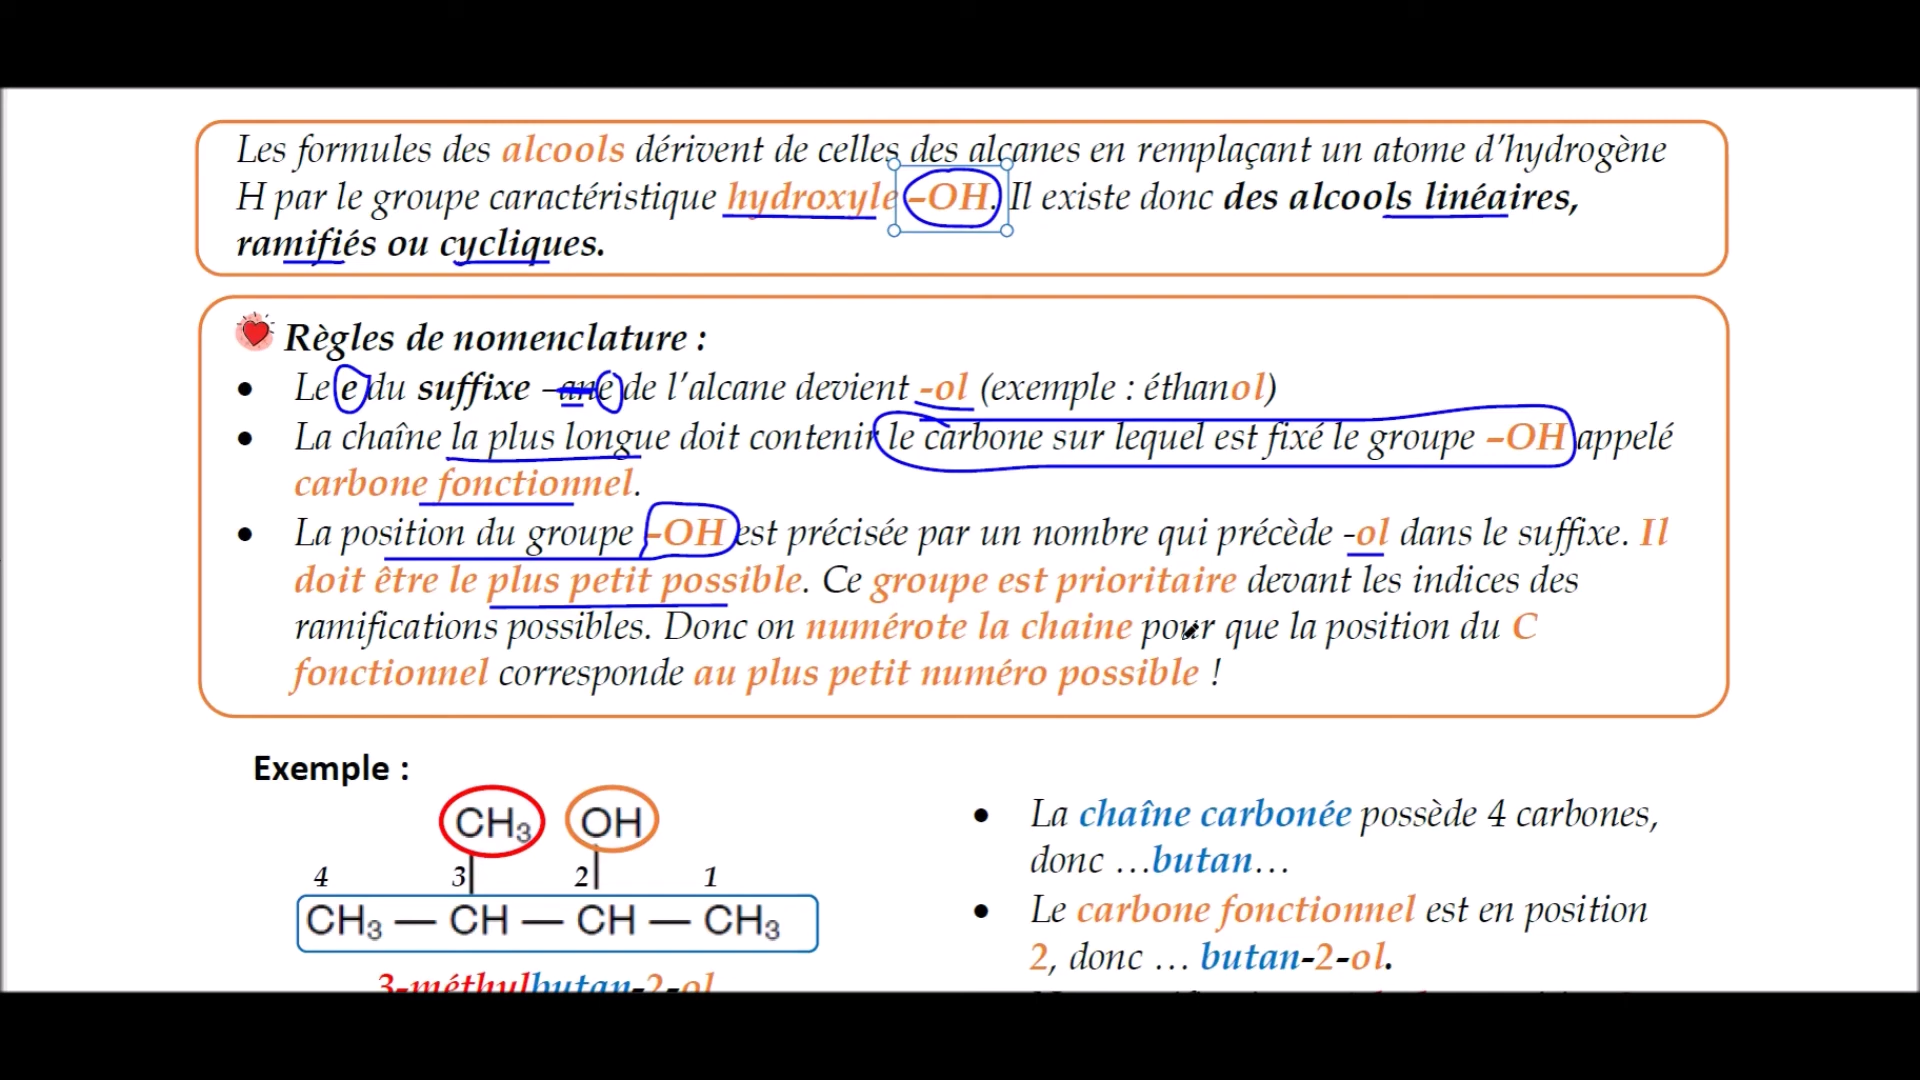 Les formules des alcools dérivent de celles des alcanes en remplaçant un atome d’hydrogène
H par le groupe caractéristique hydroxyle –OH. Il existe donc des alcools linéaires,
ramifiés ou cycliques.
Règles de nomenclature :
• Le e du suffixe –ane de l’alcane devient -ol (exemple : éthanol)
• La chaîne la plus longue doit contenir le carbone sur lequel est fixé le groupe –OH appelé
carbone fonctionnel.
• La position du groupe –OH est précisée par un nombre qui précède -ol dans le suffixe. Il
doit être le plus petit possible. Ce groupe est prioritaire devant les indices des
ramifications possibles. Donc on numérote la chaine pour que la position du C
fonctionnel corresponde au plus petit numéro possible !
Exemple :
CH₃ OH
4 3 2 1
CH₃ — CH — CH — CH₃
3-méthylbutan-2-ol
• La chaîne carbonée possède 4 carbones,
donc …butan…
• Le carbone fonctionnel est en position
2, donc … butan-2-ol.